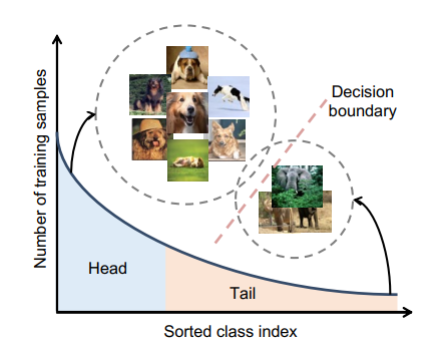 Decision
boundary
Number of training samples
Head
Tail
Sorted class index